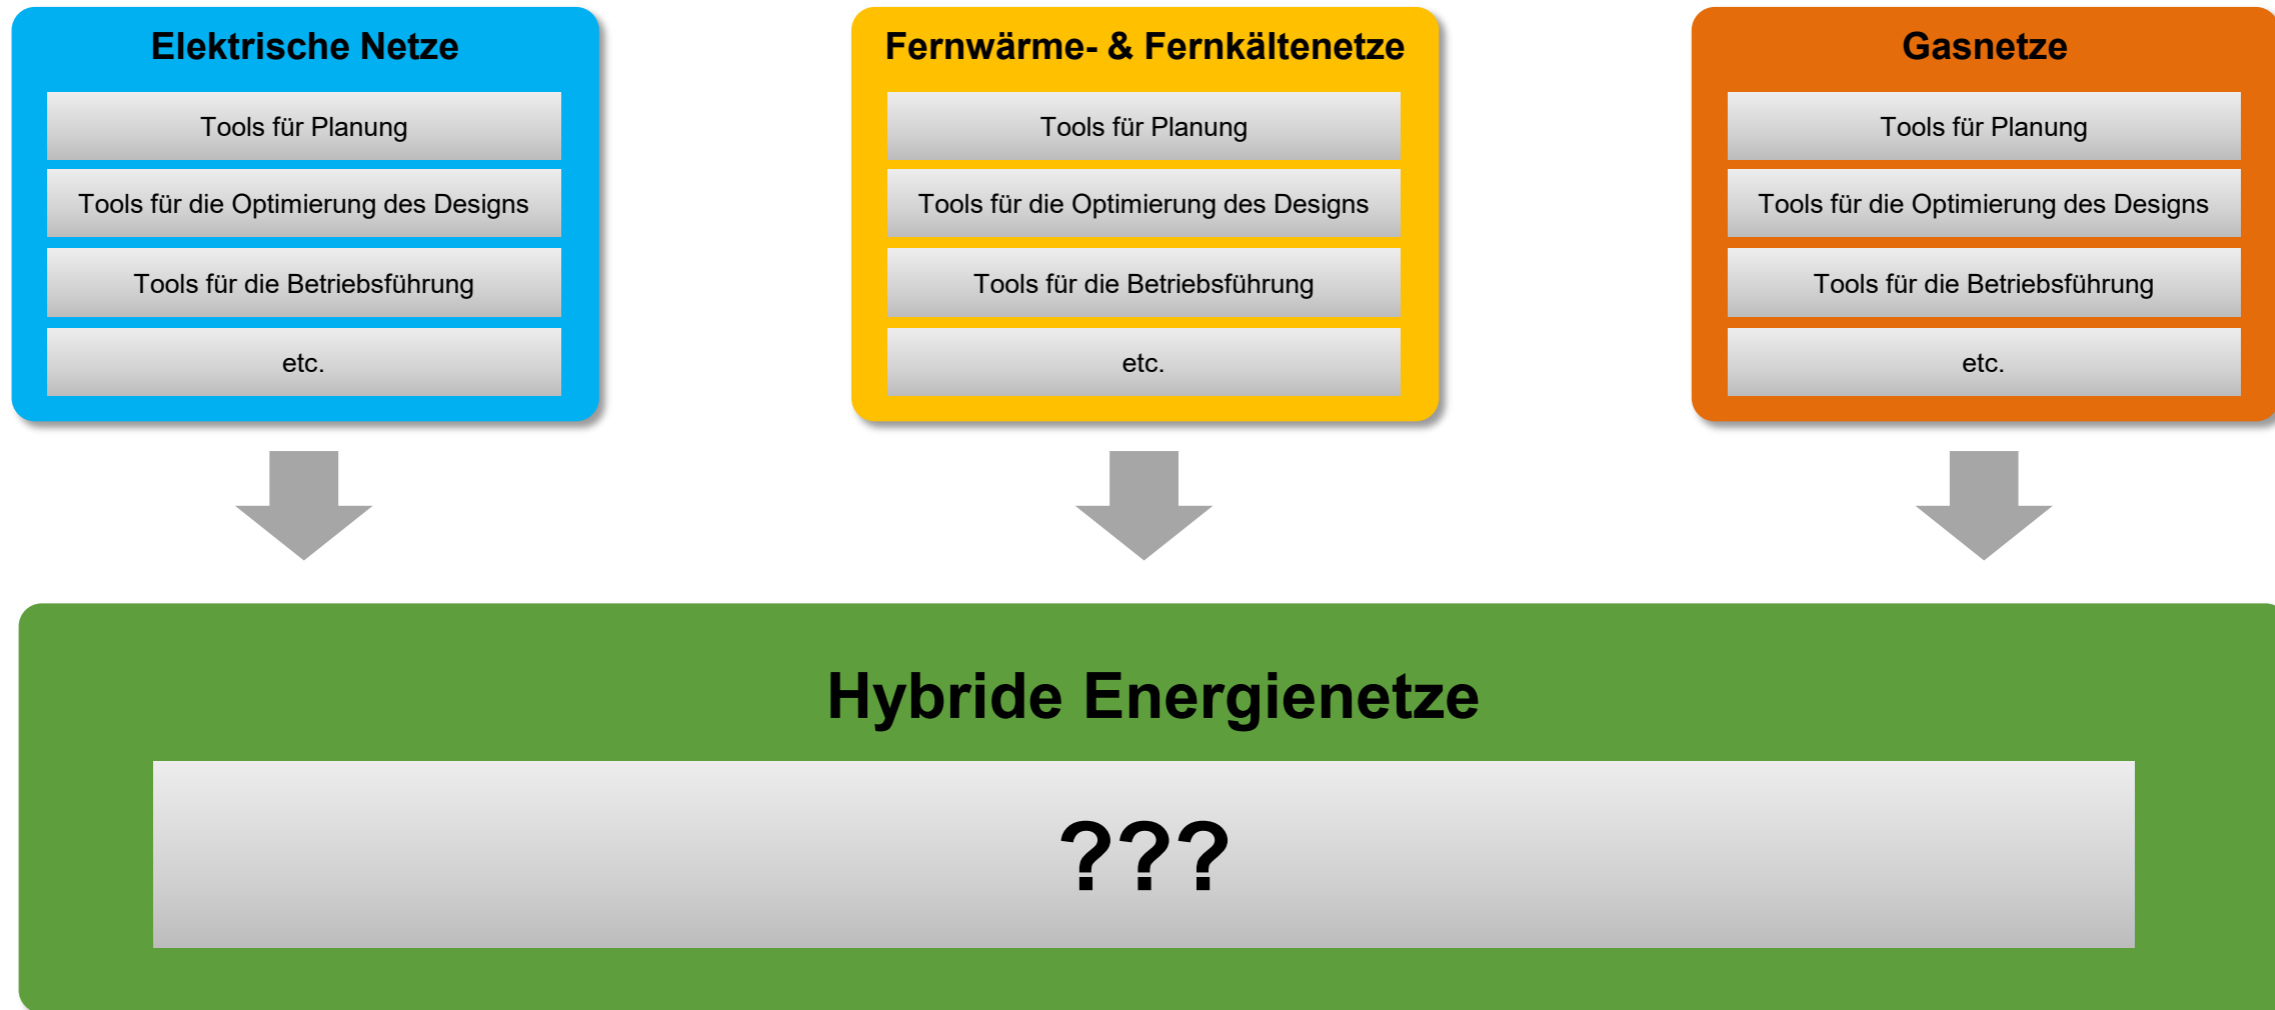 Elektrische Netze
Tools für Planung
Tools für die Optimierung des Designs
Tools für die Betriebsführung
etc.
Fernwärme- & Fernkältenetze
Tools für Planung
Tools für die Optimierung des Designs
Tools für die Betriebsführung
etc.
Gasnetze
Tools für Planung
Tools für die Optimierung des Designs
Tools für die Betriebsführung
etc.
Hybride Energienetze
???